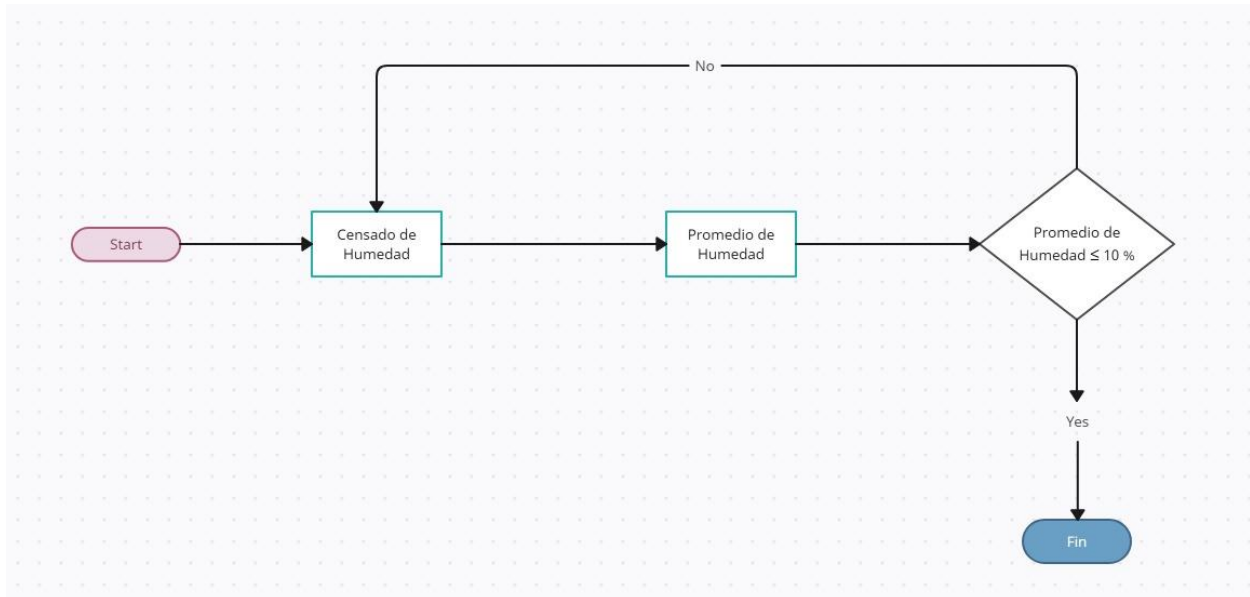 No
Start
Censado de
Humedad
Promedio de
Humedad
Promedio de
Humedad ≤ 10 %
Yes
Fin